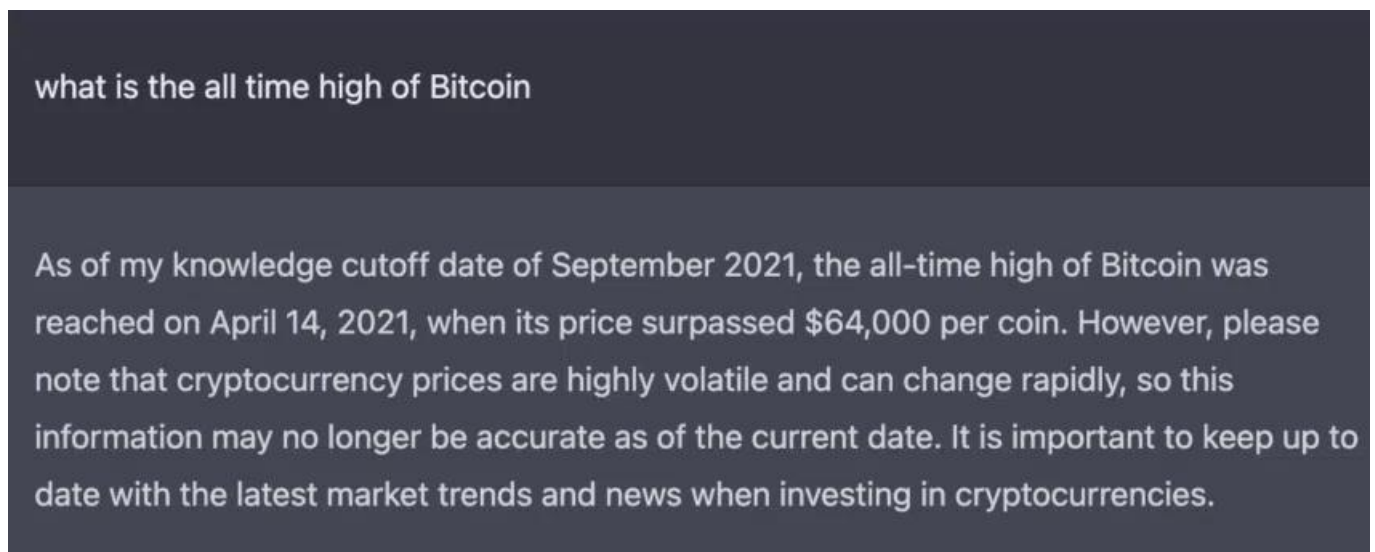 what is the all time high of Bitcoin
As of my knowledge cutoff date of September 2021, the all-time high of Bitcoin was
reached on April 14, 2021, when its price surpassed $64,000 per coin. However, please
note that cryptocurrency prices are highly volatile and can change rapidly, so this
information may no longer be accurate as of the current date. It is important to keep up to
date with the latest market trends and news when investing in cryptocurrencies.